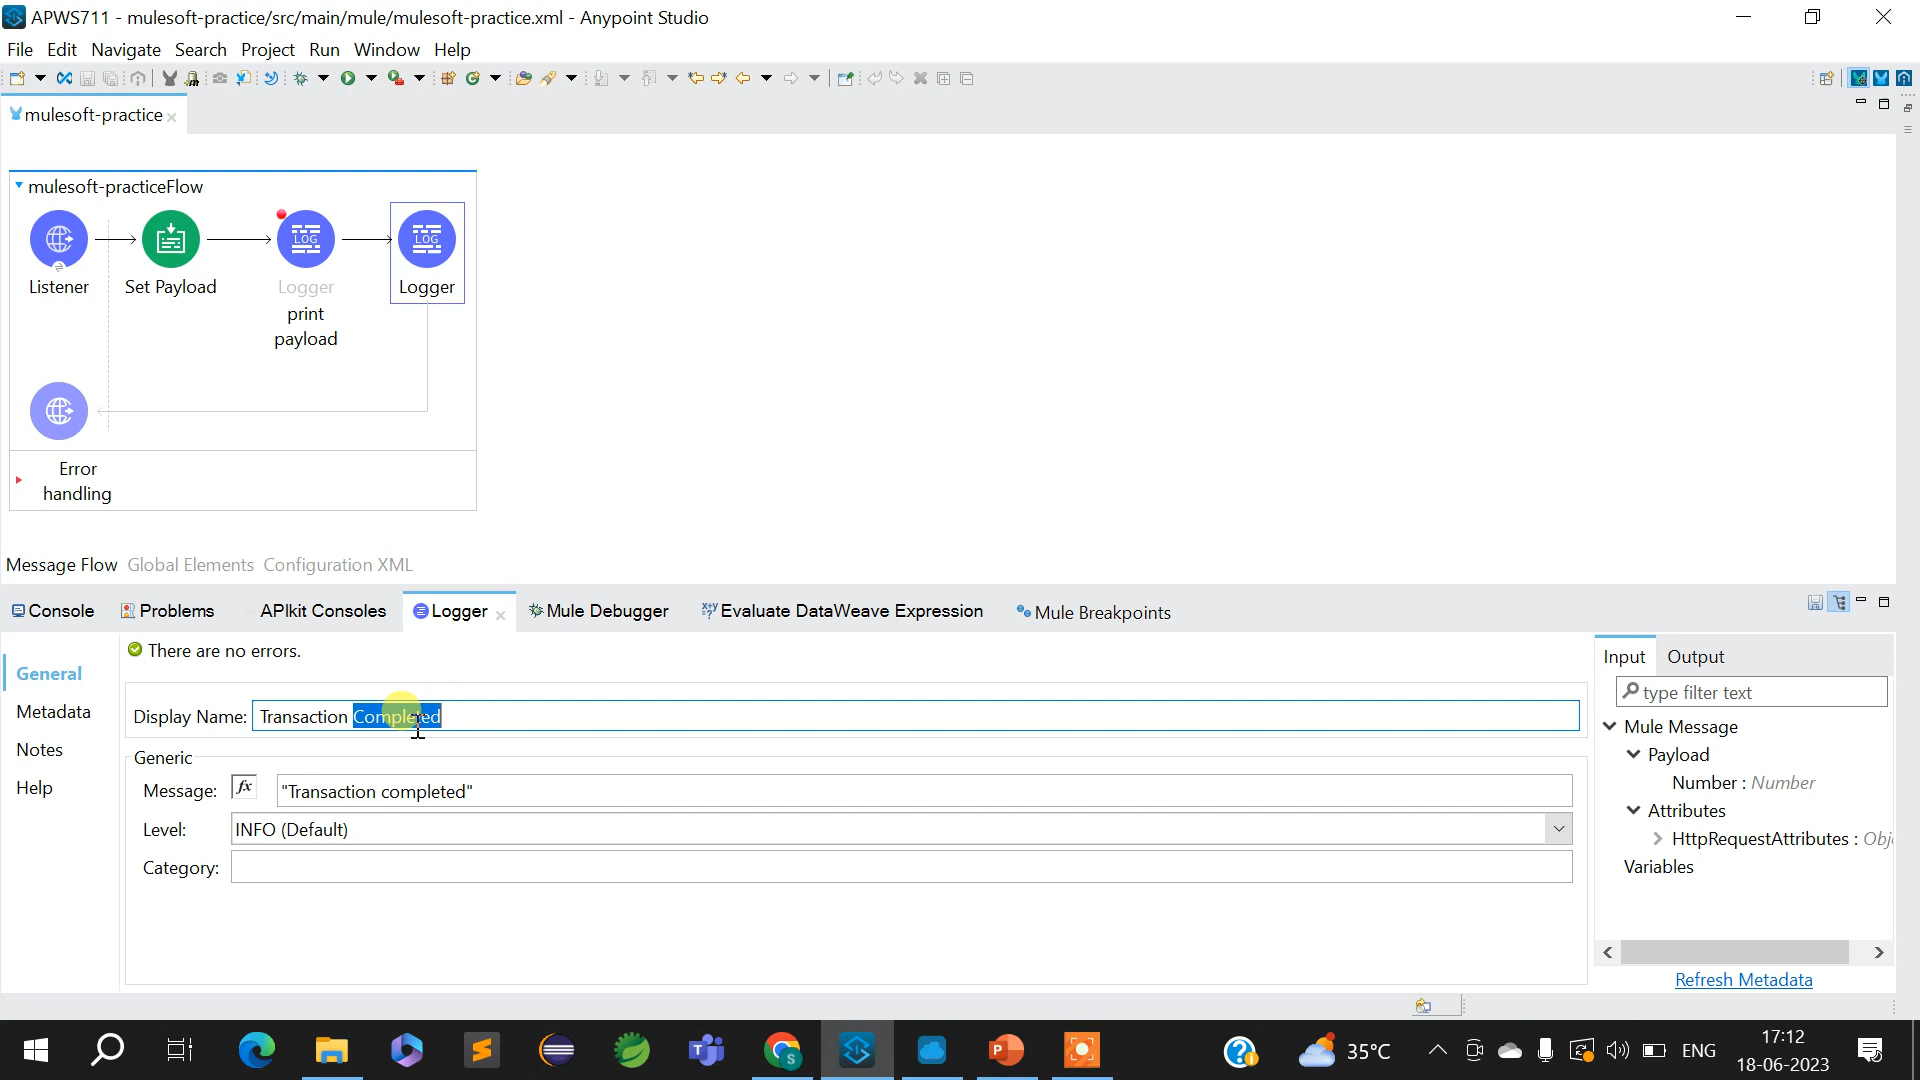 APWS711 - mulesoft-practice/src/main/mule/mulesoft-practice.xml - Anypoint Studio
File Edit Navigate Search Project Run Window Help
mulesoft-practice
mulesoft-practiceFlow
LOG LOG
Listener Set Payload Logger Logger
print
payload
Error
handling
Message Flow Global Elements Configuration XML
Console Problems APIkit Consoles Logger Mule Debugger Evaluate DataWeave Expression Mule Breakpoints
There are no errors.
General
Metadata
Notes
Help
Display Name: Transaction Completed
Generic
Message: fx "Transaction completed"
Level: INFO (Default)
Category:
Input Output
type filter text
Mule Message
Payload
Number : Number
Attributes
HttpRequestAttributes : Obj
Variables
Refresh Metadata
35°C ENG 17:12
18-06-2023